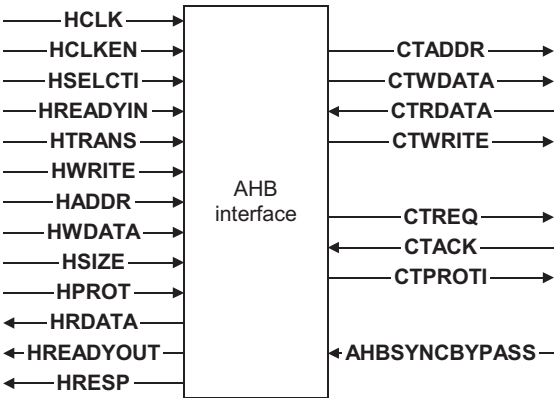 HCLK
HCLKEN
HSELCTI
HREADYIN
HTRANS
HWRITE
HADDR
HWDATA
HSIZE
HPROT
HRDATA
HREADYOUT
HRESP
AHB
interface
CTADDR
CTWDATA
CTRDATA
CTWRITE
CTREQ
CTACK
CTPROTI
AHBSYNCBYPASS